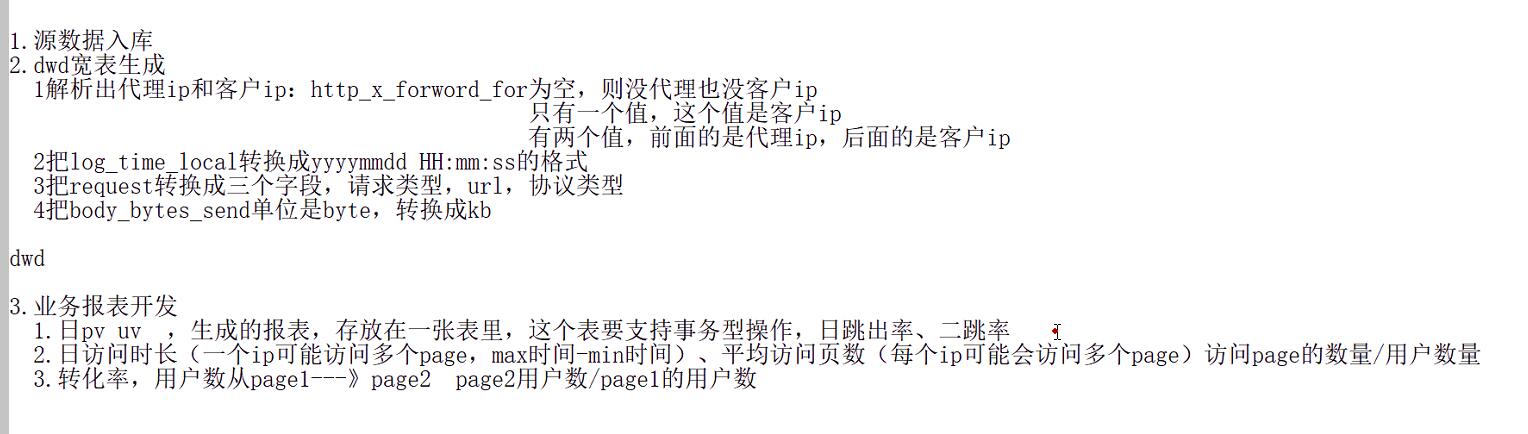 1.源数据入库
2.dwd宽表生成
1解析出代理ip和客户ip：http_x_forword_for为空，则没代理也没客户ip
只有一个值，这个值是客户ip
有两个值，前面的是代理ip，后面的是客户ip
2把log_time_local转换成yyyymmdd HH:mm:ss的格式
3把request转换成三个字段，请求类型，url，协议类型
4把body_bytes_send单位是byte，转换成kb
dwd
3.业务报表开发
1.日pv uv ，生成的报表，存放在一张表里，这个表要支持事务型操作，日跳出率、二跳率
2.日访问时长（一个ip可能访问多个page，max时间-min时间）、平均访问页数（每个ip可能会访问多个page）访问page的数量/用户数量
3.转化率，用户数从page1---》page2 page2用户数/page1的用户数